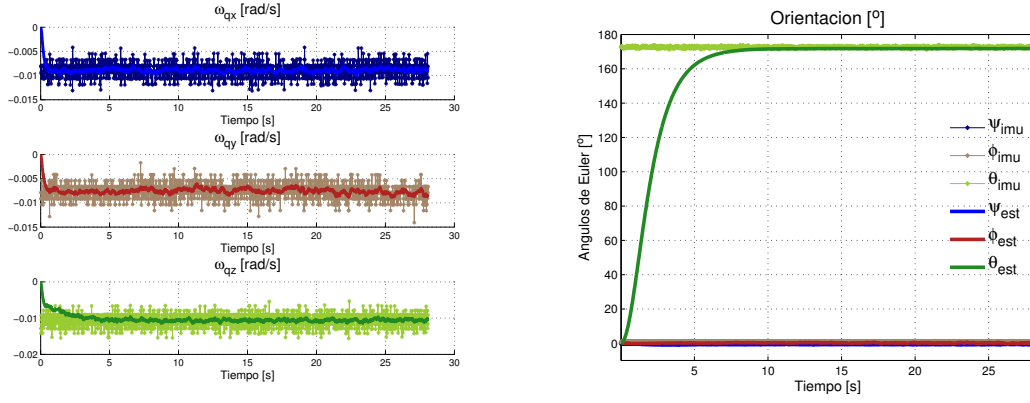 ω_qx [rad/s]
0
−0.005
−0.01
−0.015
0 5 10 15 20 25 30
Tiempo [s]
ω_qy [rad/s]
0
−0.005
−0.01
−0.015
0 5 10 15 20 25 30
Tiempo [s]
ω_qz [rad/s]
0
−0.01
−0.02
0 5 10 15 20 25 30
Tiempo [s]
Orientacion [º]
Angulos de Euler [º]
180
160
140
120
100
80
60
40
20
0
5 10 15 20 25
Tiempo [s]
Ψ_imu
ϕ_imu
θ_imu
Ψ_est
ϕ_est
θ_est